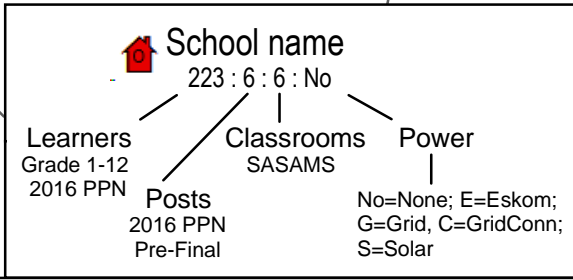 O
School name
223 : 6 : 6 : No
Learners
Grade 1-12
2016 PPN
Posts
2016 PPN
Pre-Final
Classrooms
SASAMS
Power
No=None; E=Eskom;
G=Grid, C=GridConn;
S=Solar